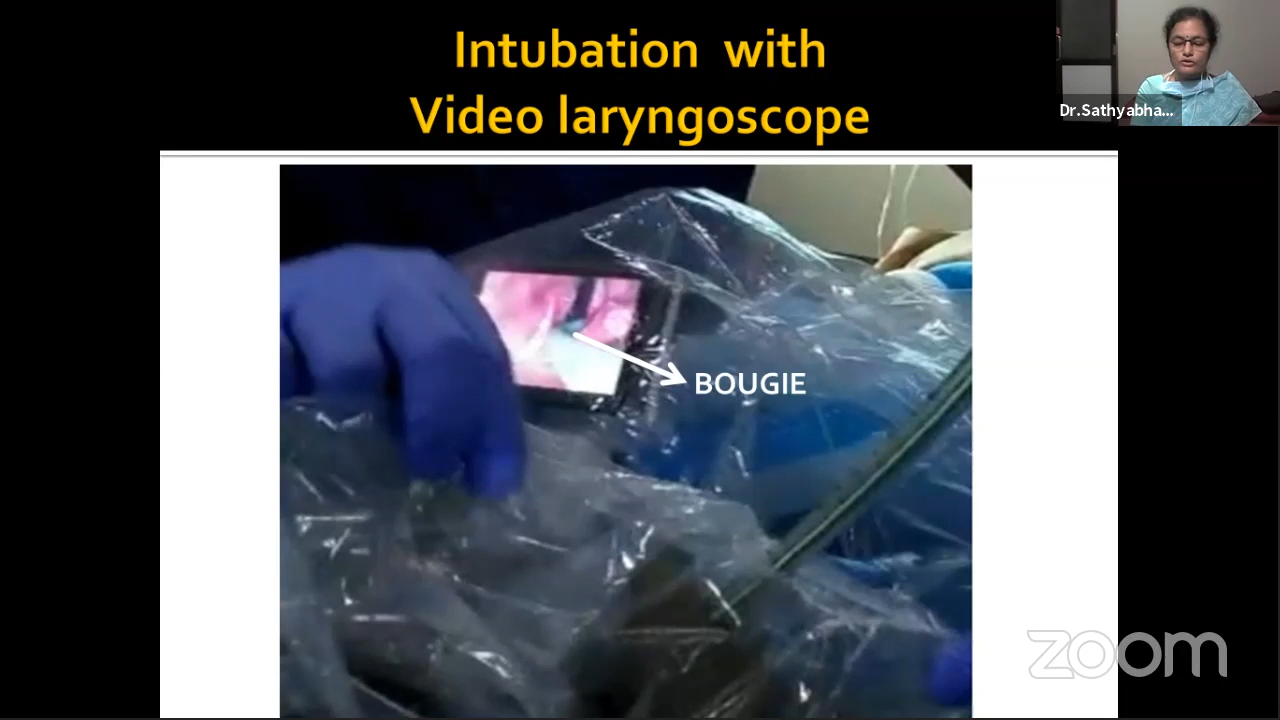 Intubation with
Video laryngoscope
Dr.Sathyabha...
BOUGIE
zoom